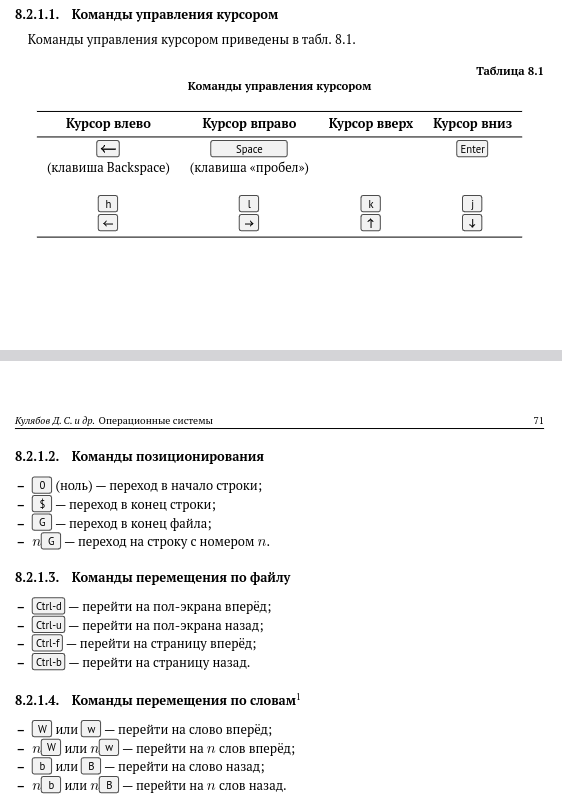 8.2.1.1. Команды управления курсором
Команды управления курсором приведены в табл. 8.1.
Таблица 8.1
Команды управления курсором
Курсор влево Курсор вправо Курсор вверх Курсор вниз
← Space Enter
(клавиша Backspace) (клавиша «пробел»)
h l k j
← → ↑ ↓
Кулябов Д. С. и др. Операционные системы 71
8.2.1.2. Команды позиционирования
– 0 (ноль) — переход в начало строки;
– $ — переход в конец строки;
– G — переход в конец файла;
– n G — переход на строку с номером n.
8.2.1.3. Команды перемещения по файлу
– Ctrl-d — перейти на пол-экрана вперёд;
– Ctrl-u — перейти на пол-экрана назад;
– Ctrl-f — перейти на страницу вперёд;
– Ctrl-b — перейти на страницу назад.
8.2.1.4. Команды перемещения по словам1
– W или w — перейти на слово вперёд;
– n W или n w — перейти на n слов вперёд;
– b или B — перейти на слово назад;
– n b или n B — перейти на n слов назад.